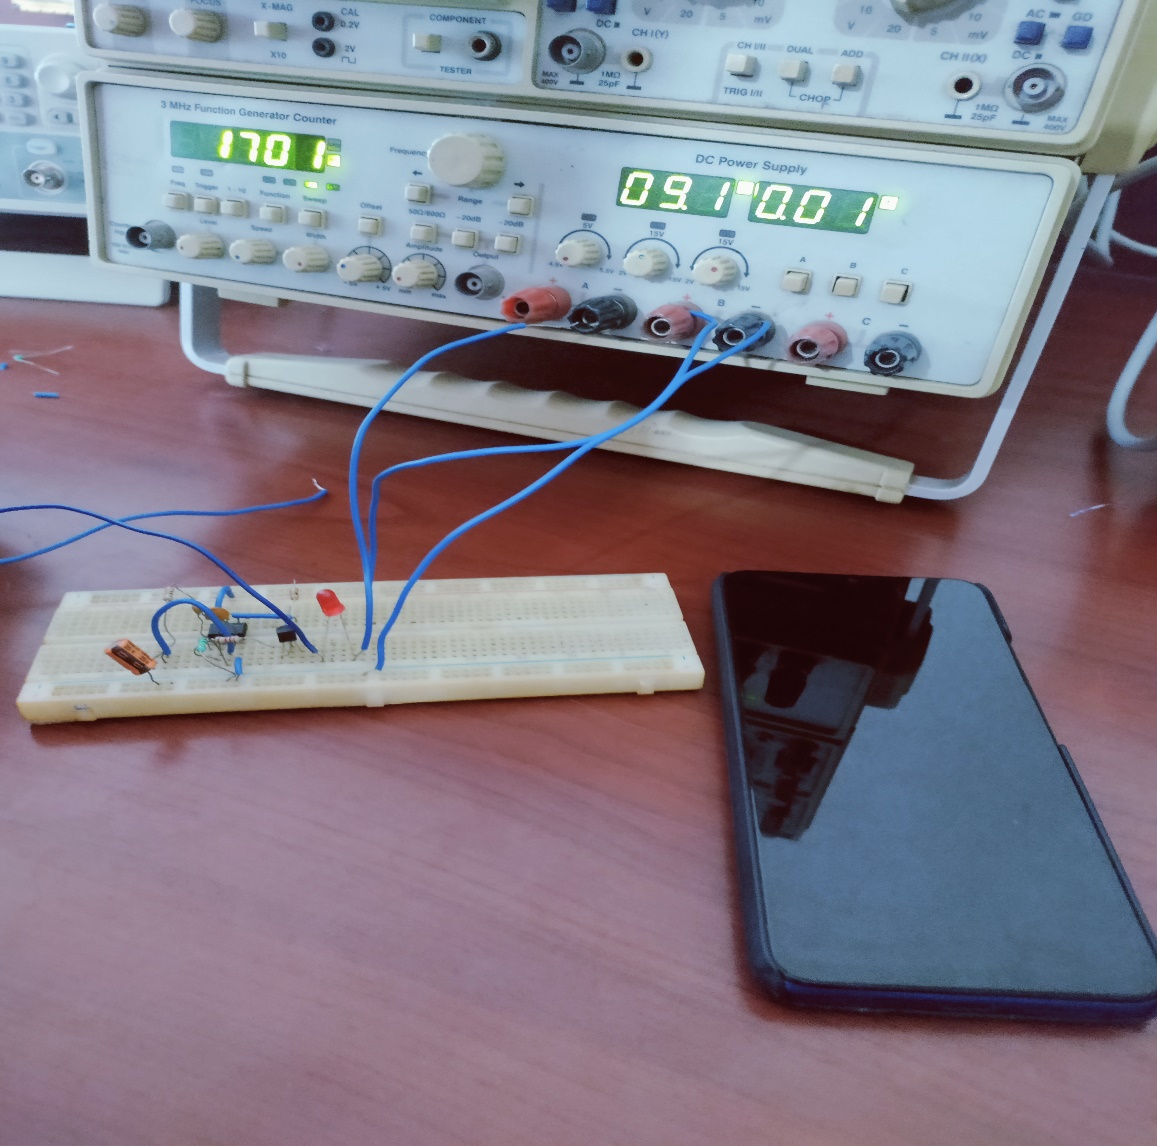 FOCUS
X-MAG
X10
CAL
0.2V
2V
COMPONENT
TESTER
DC
CH I(Y)
MAX
400V
1MΩ
25pF
V
20
5
mV
CH I/II
DUAL
ADD
TRIG I/II
CHOP
10
V
20
5
10
mV
AC
GD
DC
CH II(X)
1MΩ
25pF
MAX
400V
3 MHz Function Generator Counter
1701
Frequency
Range
Freq
Trigger
Function
Sweep
Level
Speed
Width
Offset
50Ω/600Ω
-20dB
-20dB
Amplitude
Output
max
DC Power Supply
09.1
0.01
5V
15V
15V
A
B
C
+
A
-
+
B
-
+
C
-